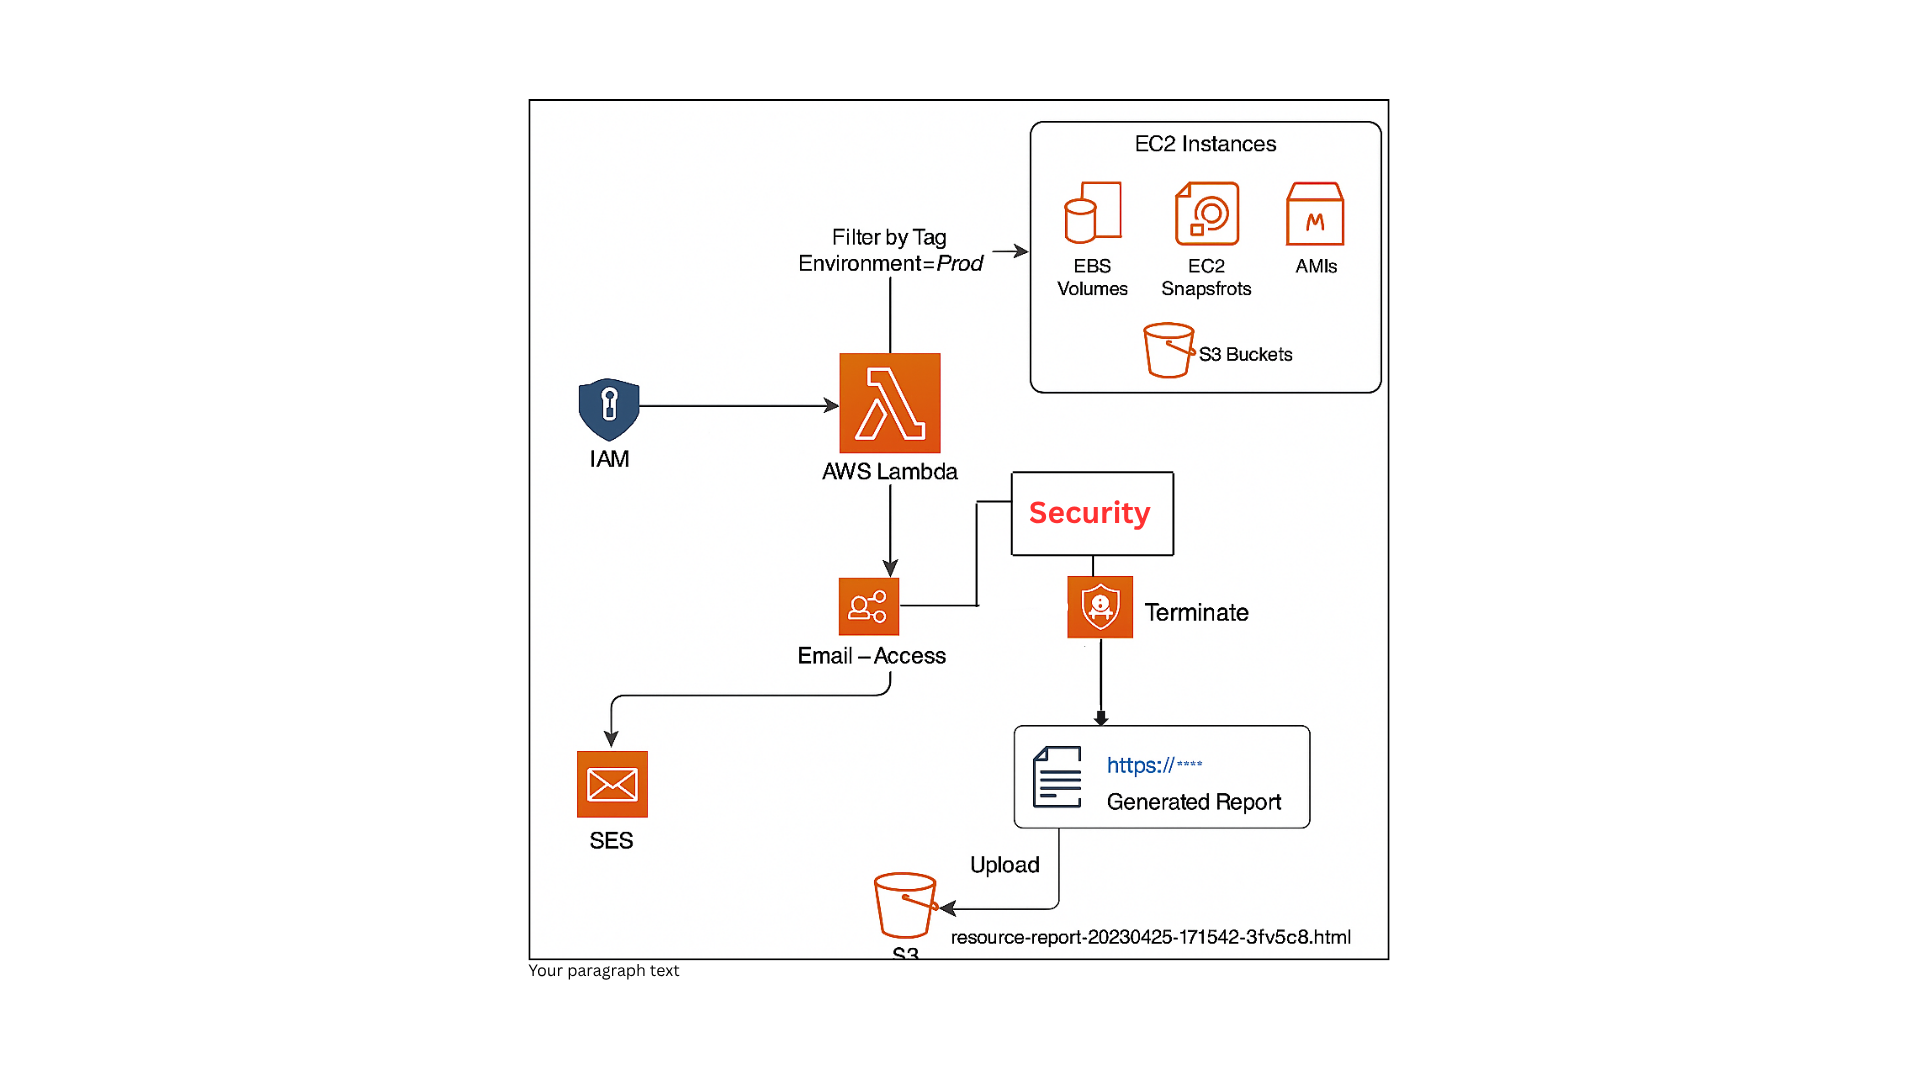 EC2 Instances
EBS
Volumes
EC2
Snapsfrots
AMIs
S3 Buckets
Filter by Tag
Environment=Prod
IAM
AWS Lambda
Security
Terminate
Email –Access
https://****
Generated Report
SES
Upload
S3
resource-report-20230425-171542-3fv5c8.html
Your paragraph text